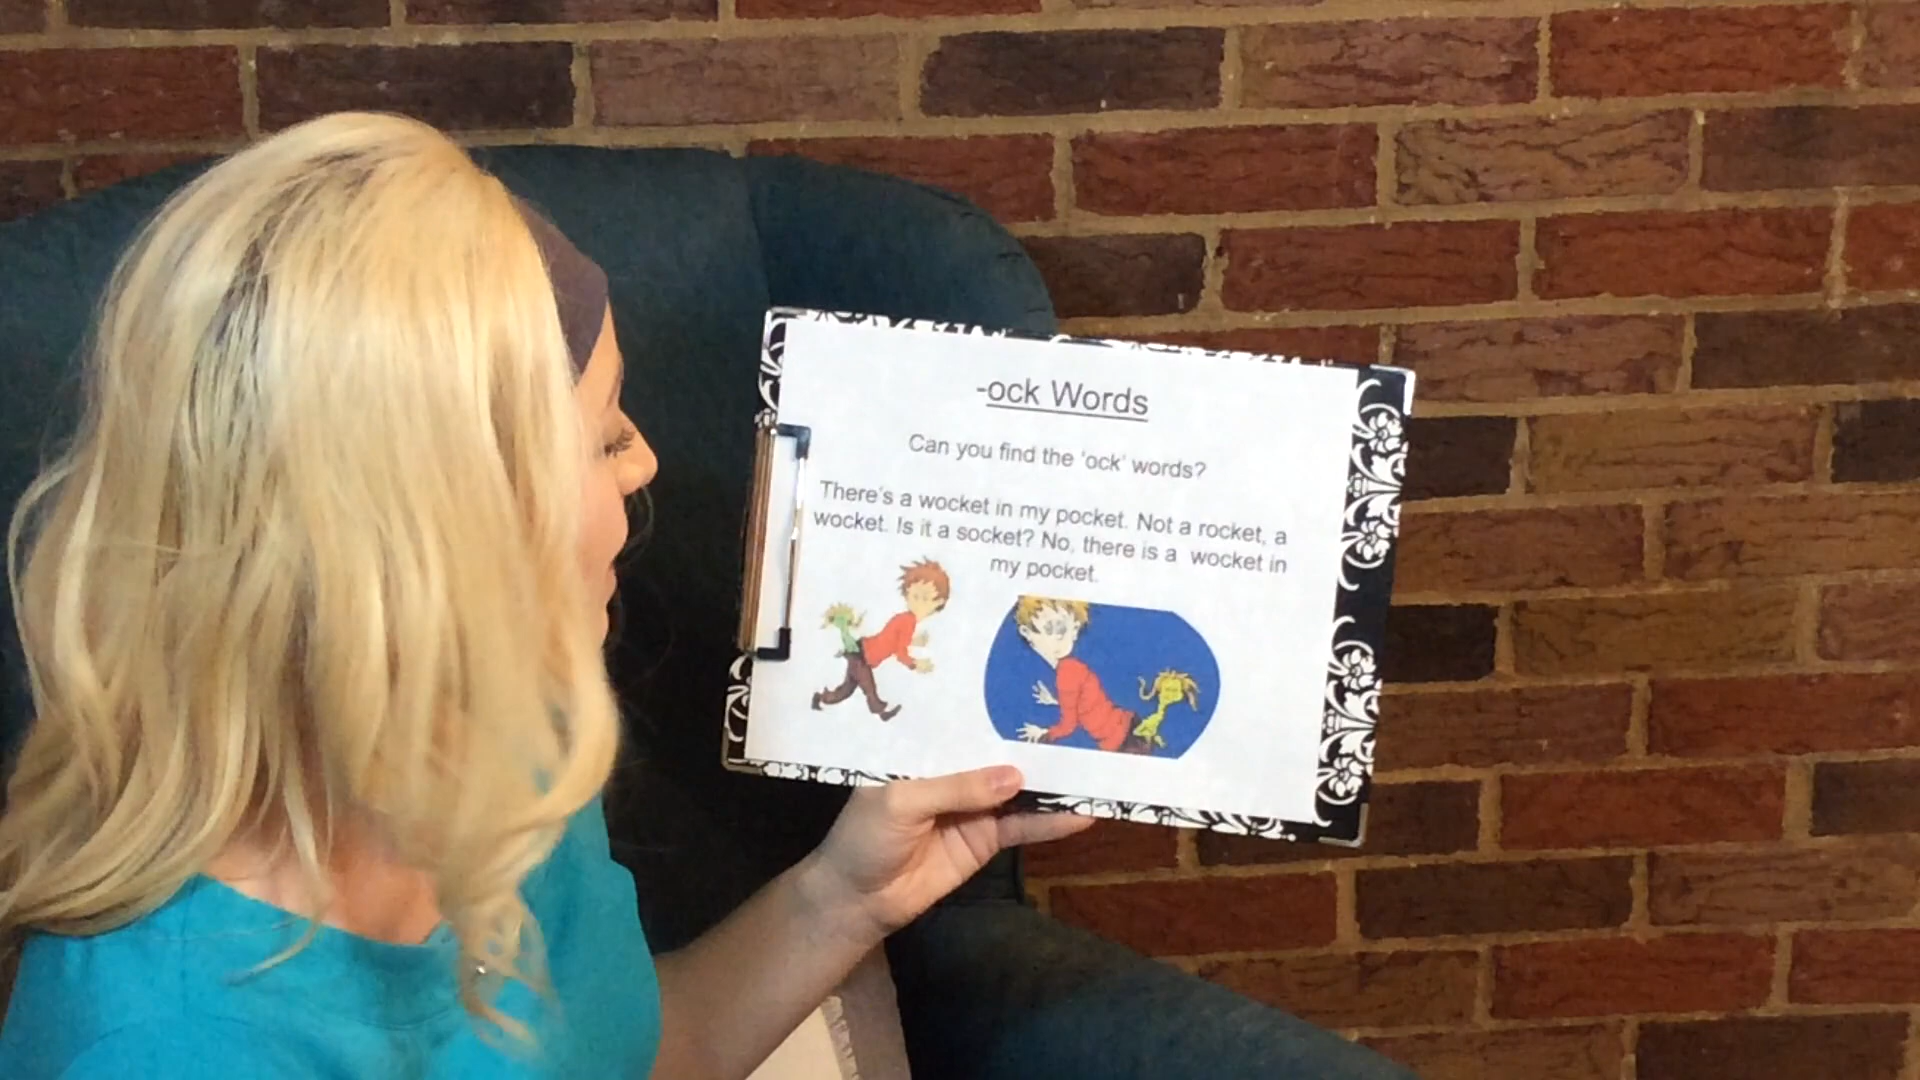 -ock Words
Can you find the 'ock' words?
There's a wocket in my pocket. Not a rocket, a
wocket. Is it a socket? No, there is a wocket in
my pocket.